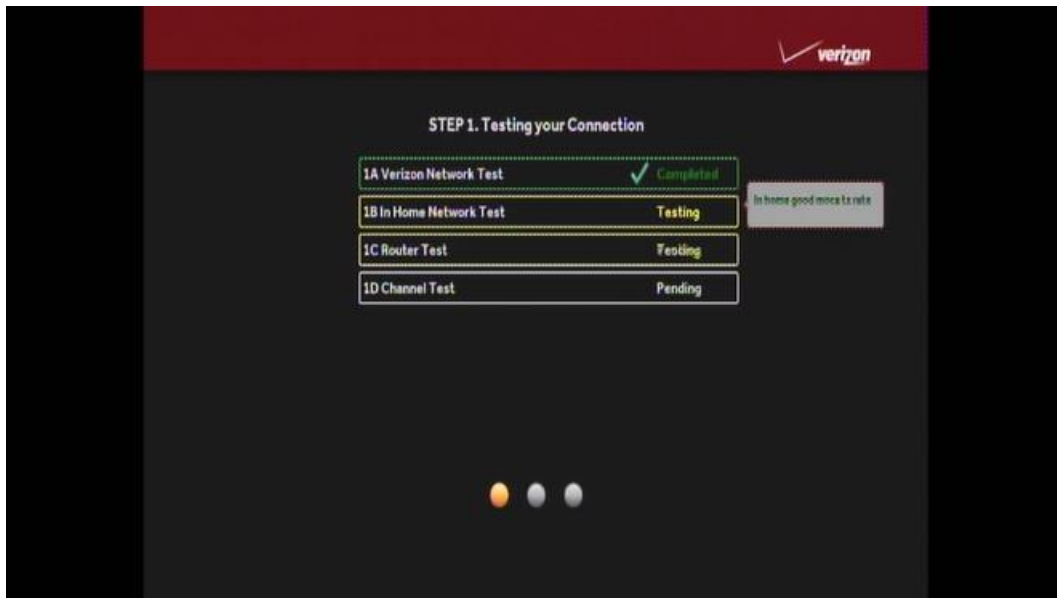 verizon
STEP 1. Testing your Connection
1A Verizon Network Test Completed
In home good moca tx rate
1B In Home Network Test Testing
1C Router Test Testing
1D Channel Test Pending